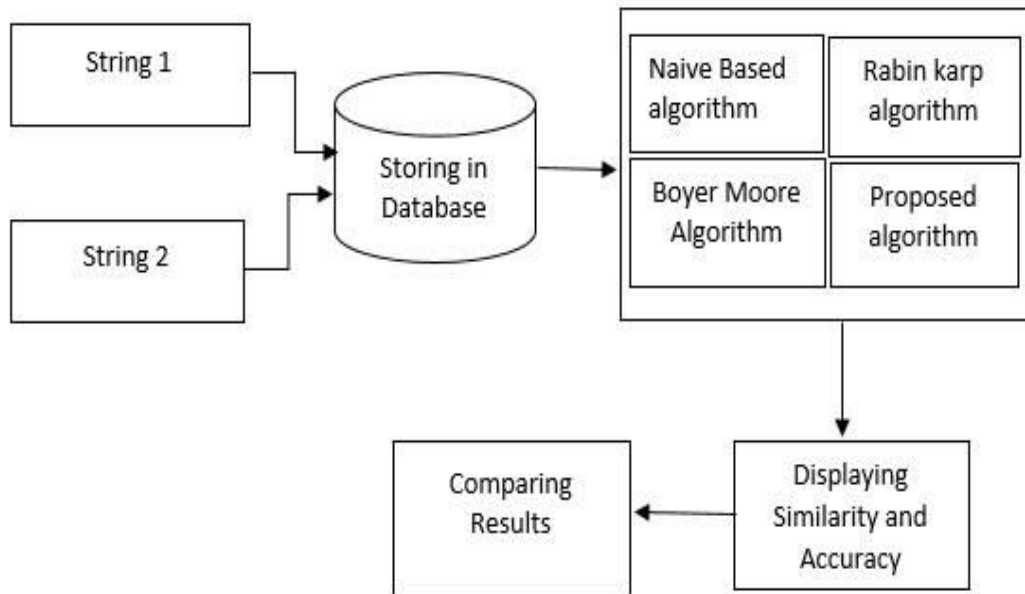 String 1
String 2
Storing in
Database
Naive Based
algorithm
Rabin karp
algorithm
Boyer Moore
Algorithm
Proposed
algorithm
Displaying
Similarity and
Accuracy
Comparing
Results